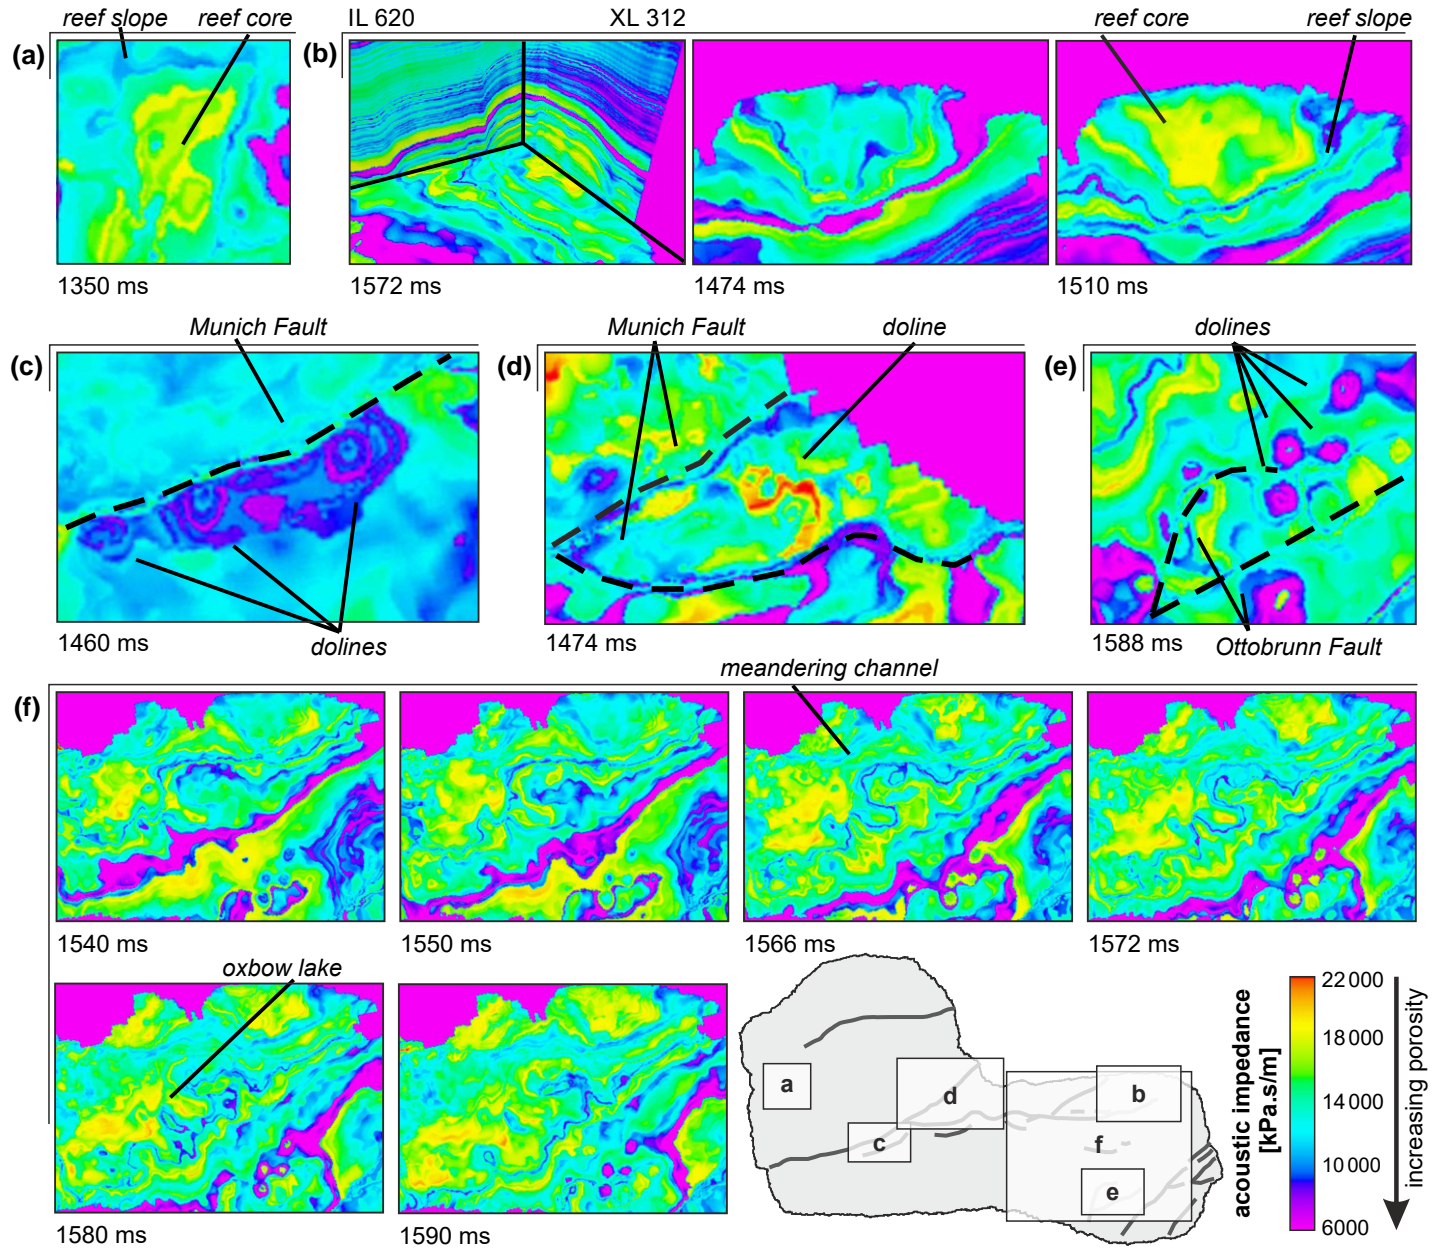 reef slope reef core IL 620 XL 312 reef core reef slope
(a) (b)
1350 ms 1572 ms 1474 ms 1510 ms
Munich Fault Munich Fault doline dolines
(c) (d) (e)
1460 ms dolines 1474 ms 1588 ms Ottobrunn Fault
meandering channel
(f)
1540 ms 1550 ms 1566 ms 1572 ms
oxbow lake
1580 ms 1590 ms
a
b
c
d
e
f
acoustic impedance
[kPa.s/m]
22 000
18 000
14 000
10 000
6000
increasing porosity